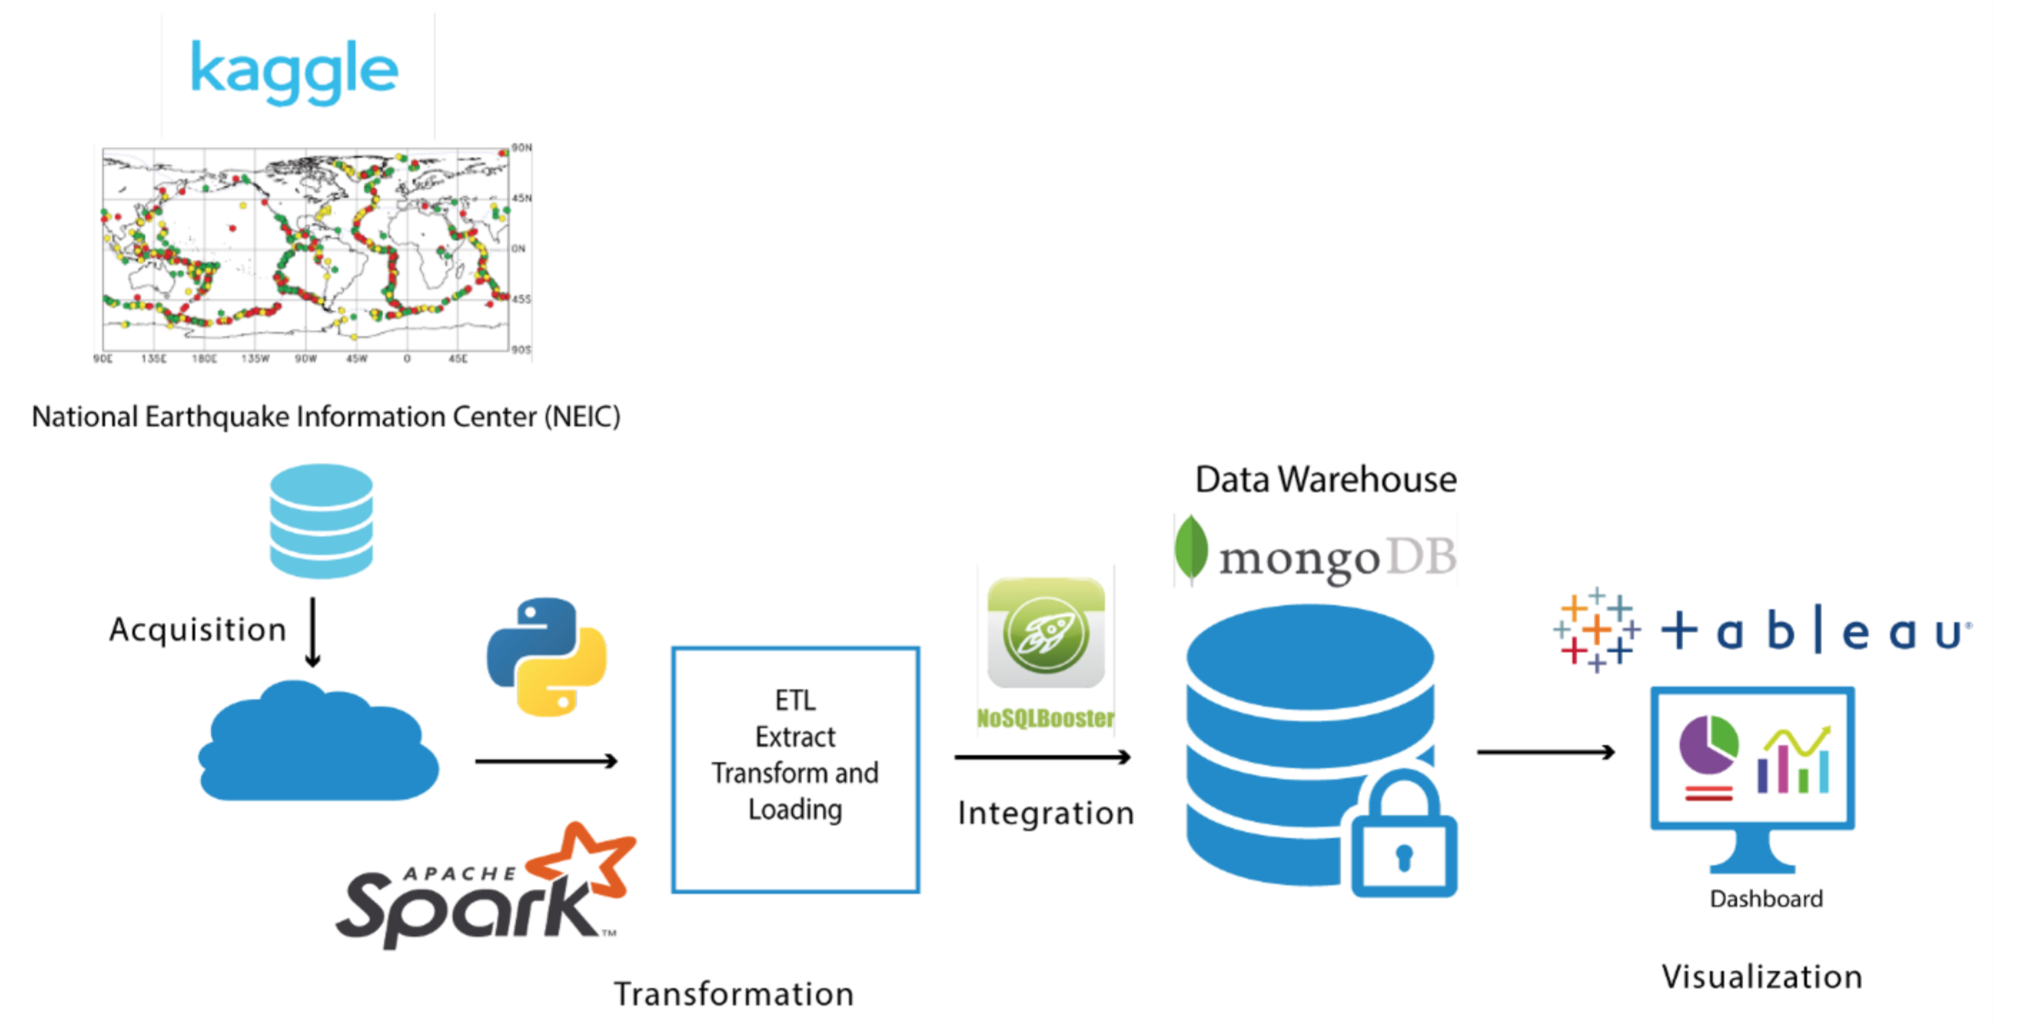 kaggle
90N
45N
0N
45S
90S
90E 135E 180E 135W 90W 45W 0 45E
National Earthquake Information Center (NEIC)
Acquisition
APACHE
Spark™
ETL
Extract
Transform and
Loading
Transformation
NoSQLBooster
Integration
Data Warehouse
mongoDB
+ableau®
Dashboard
Visualization